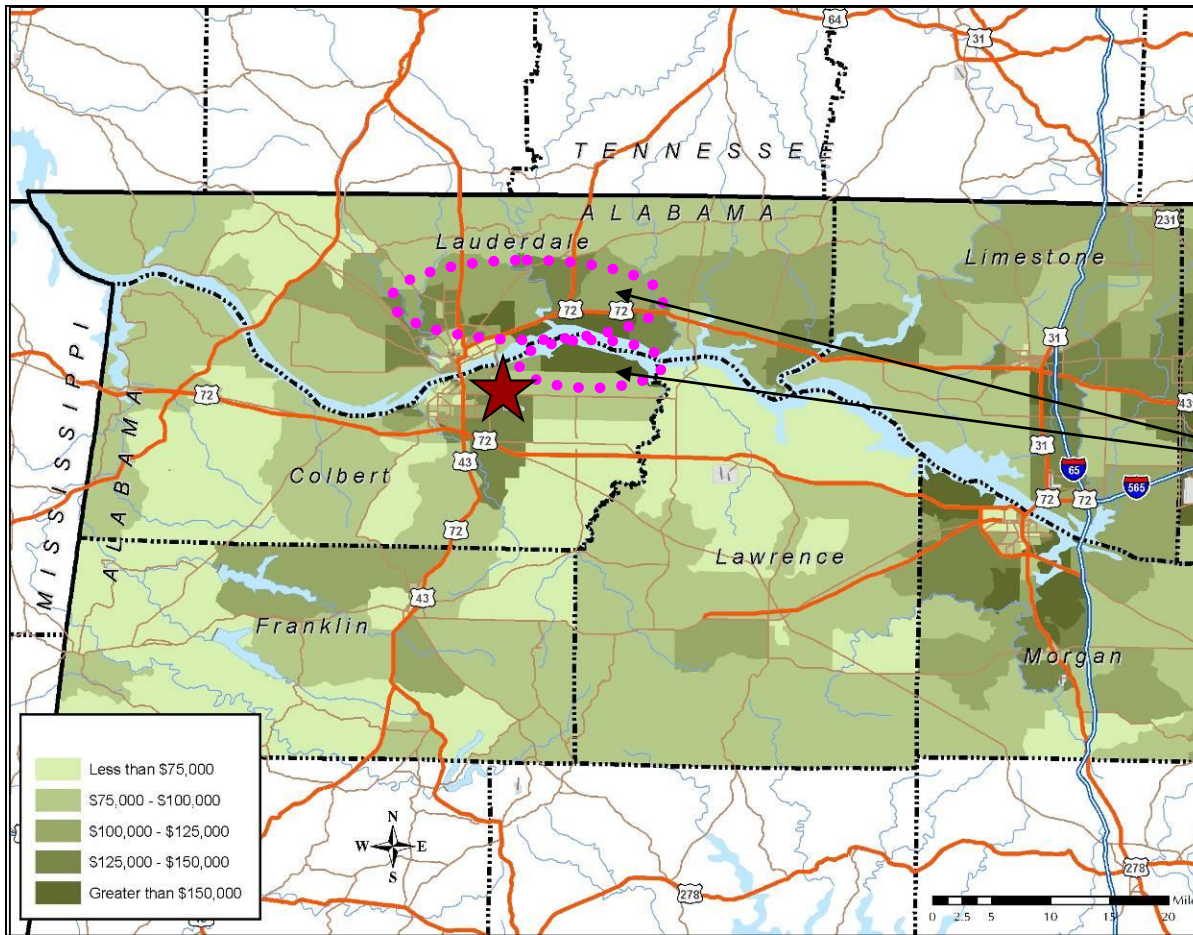 64
31
TENNESSEE
ALABAMA
231
Lauderdale
Limestone
72
72
31
MISSISSIPPI
ALABAMA
72
43
72
43
31
65
565
72
72
Colbert
72
Lawrence
43
Franklin
Morgan
Less than $75,000
$75,000 - $100,000
$100,000 - $125,000
$125,000 - $150,000
Greater than $150,000
N
W E
S
278
278
Mile
0 2.5 5 10 15 20